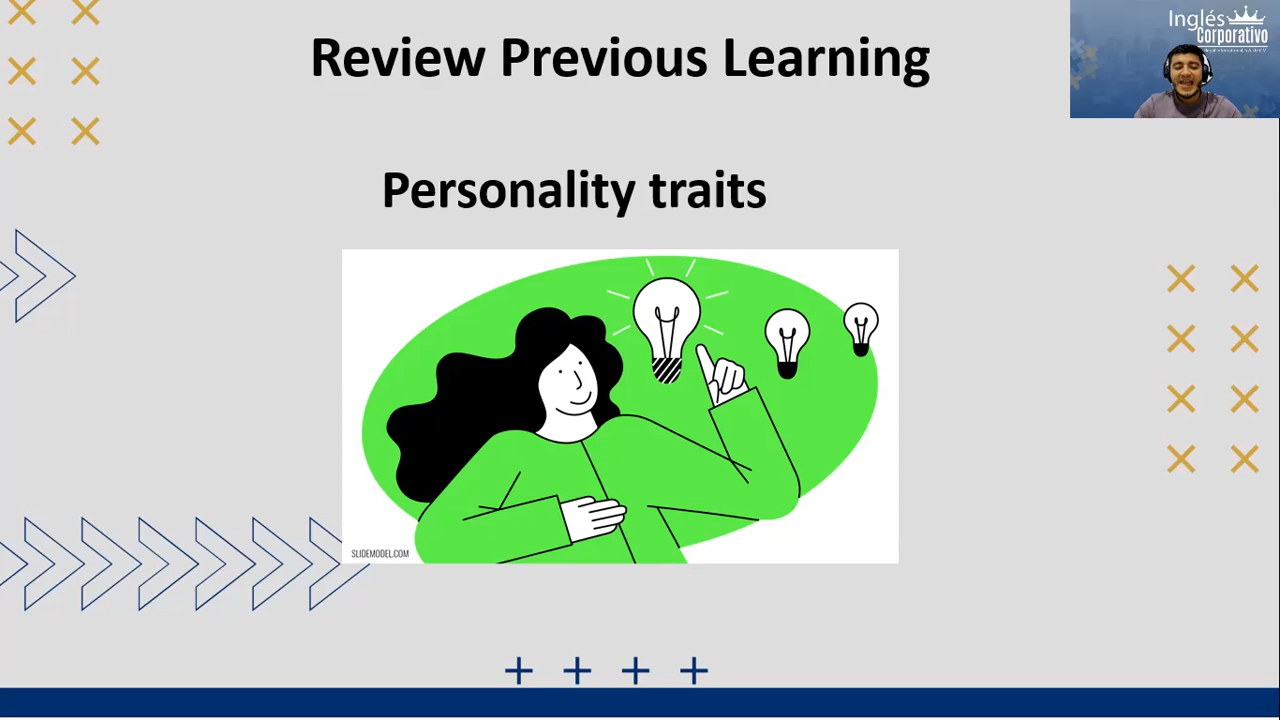 Review Previous Learning
Inglés
Corporativo
Personality traits
SLIDEMODEL.COM